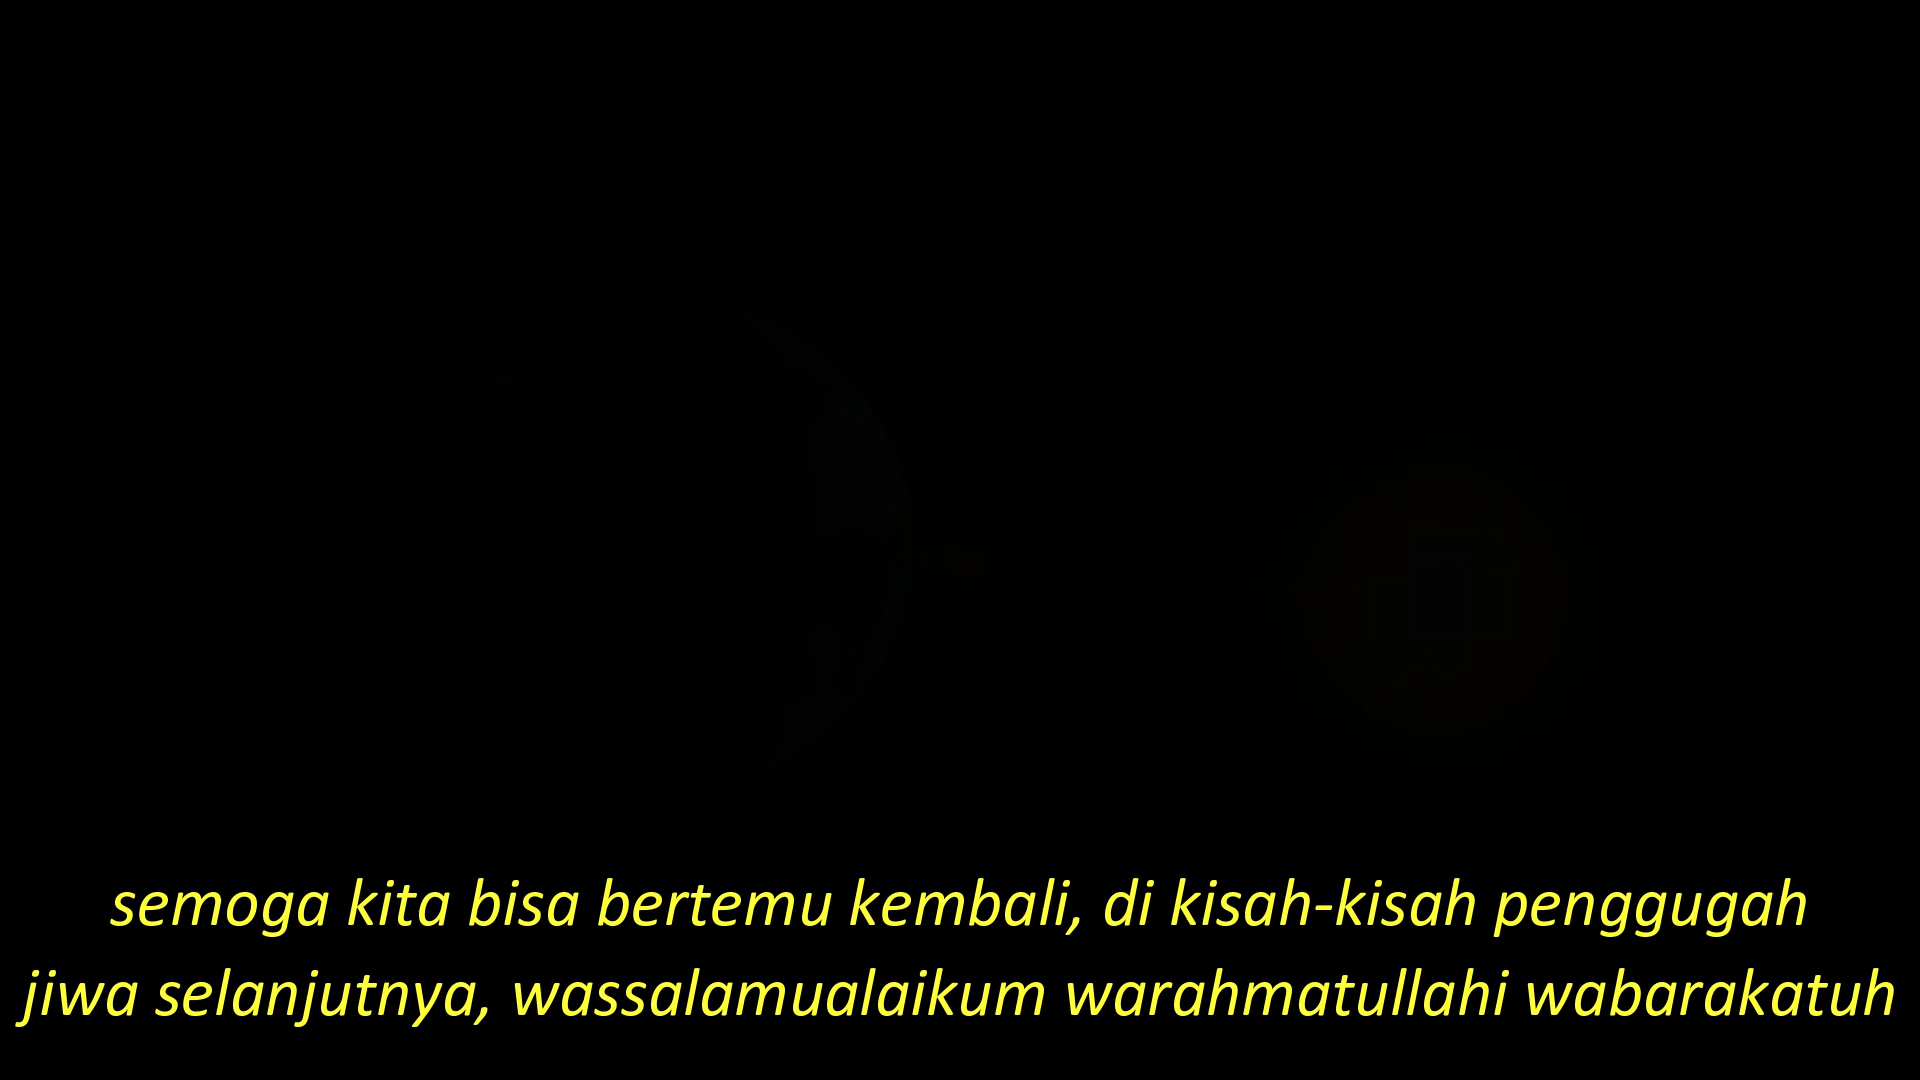 semoga kita bisa bertemu kembali, di kisah-kisah penggugah
jiwa selanjutnya, wassalamualaikum warahmatullahi wabarakatuh